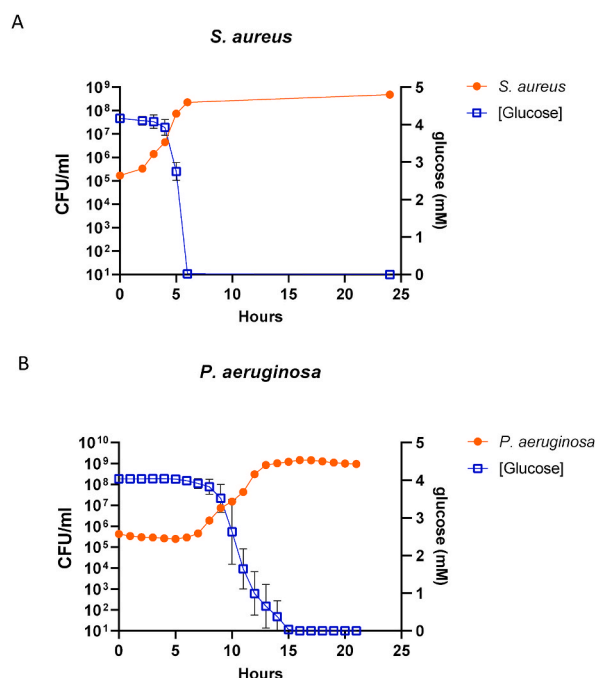 A
S. aureus
10⁹
10⁸
10⁷
10⁶
10⁵
10⁴
10³
10²
10¹
CFU/ml
0 5 10 15 20 25
Hours
5
4
3
2
1
0
glucose (mM)
S. aureus
[Glucose]
B
P. aeruginosa
10¹⁰
10⁹
10⁸
10⁷
10⁶
10⁵
10⁴
10³
10²
10¹
CFU/ml
0 5 10 15 20 25
Hours
5
4
3
2
1
0
glucose (mM)
P. aeruginosa
[Glucose]